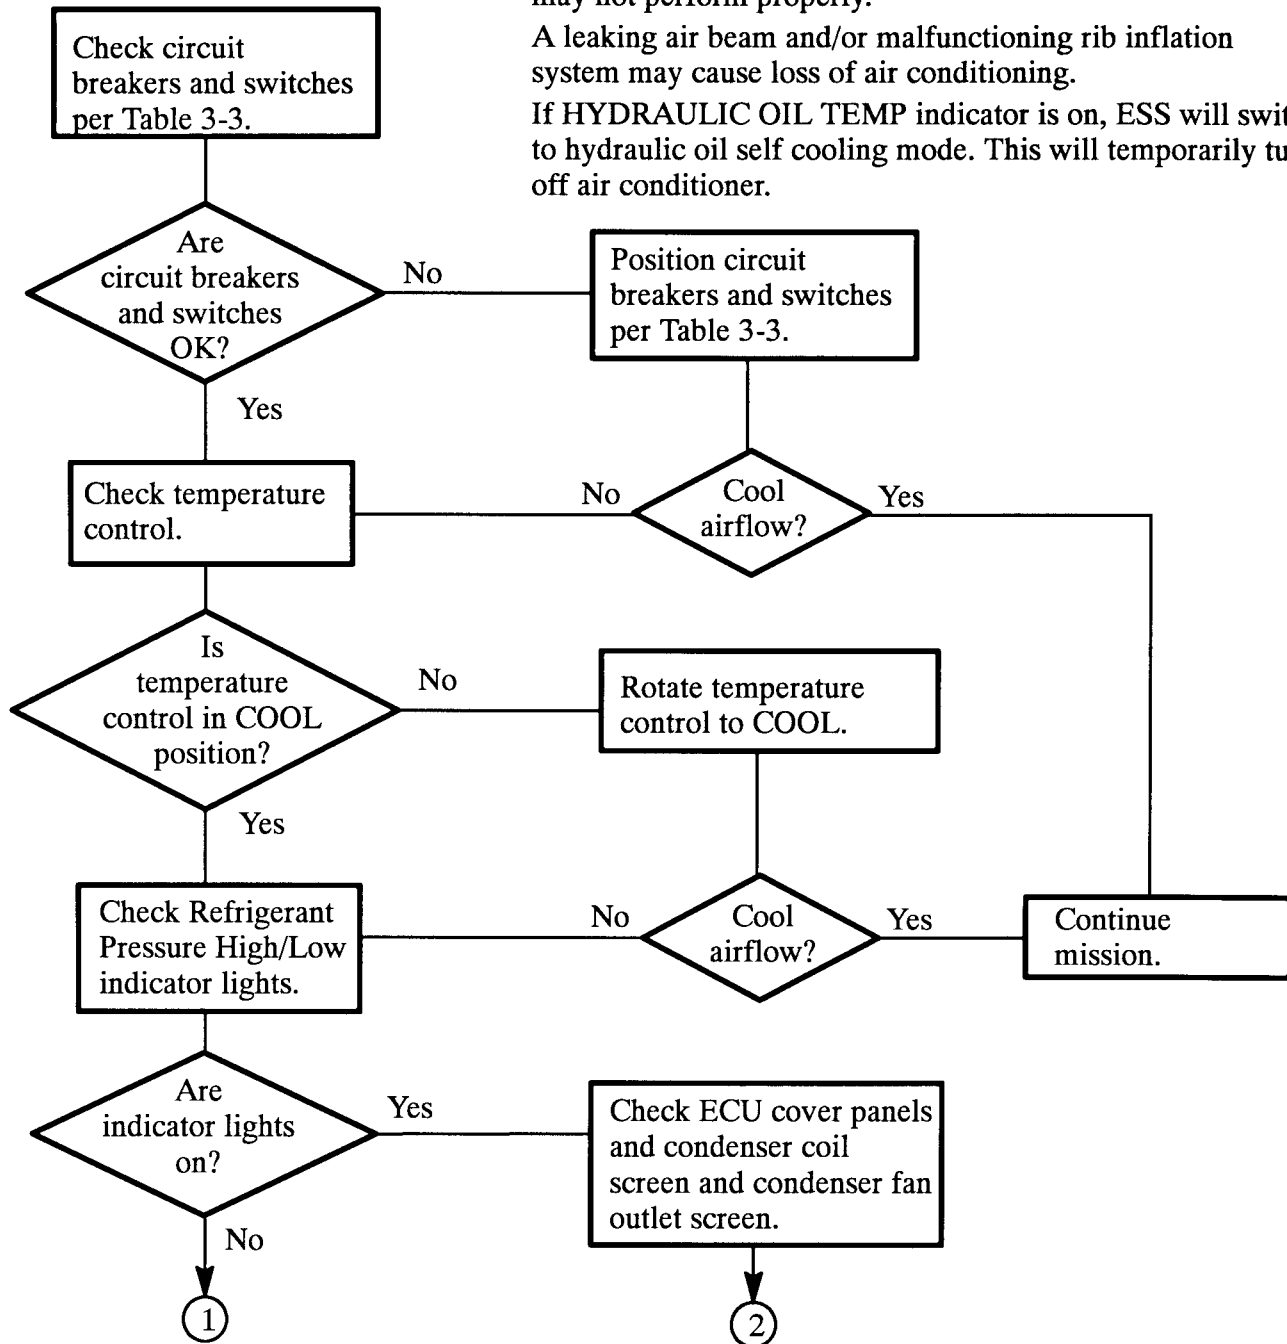 may not perform properly.
A leaking air beam and/or malfunctioning rib inflation
system may cause loss of air conditioning.
If HYDRAULIC OIL TEMP indicator is on, ESS will swit
to hydraulic oil self cooling mode. This will temporarily tu
off air conditioner.
Check circuit
breakers and switches
per Table 3-3.
Are
circuit breakers
and switches
OK?
No
Position circuit
breakers and switches
per Table 3-3.
Yes
Check temperature
control.
No
Cool
airflow?
Yes
Is
temperature
control in COOL
position?
No
Rotate temperature
control to COOL.
Yes
Check Refrigerant
Pressure High/Low
indicator lights.
No
Cool
airflow?
Yes
Continue
mission.
Are
indicator lights
on?
Yes
Check ECU cover panels
and condenser coil
screen and condenser fan
outlet screen.
No
1
2